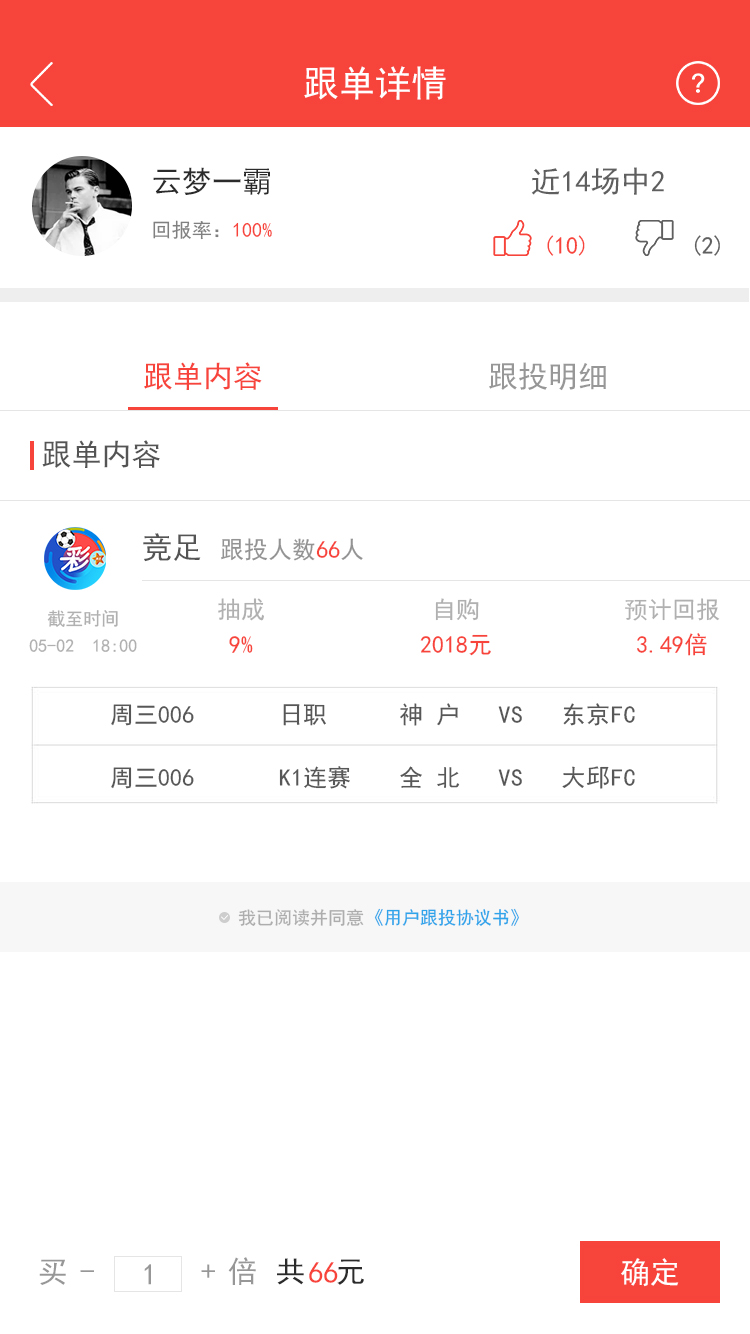 跟单详情
?
云梦一霸
近14场中2
回报率：100%
(10)
(2)
跟单内容
跟投明细
跟单内容
彩
竞足 跟投人数66人
截至时间
05-02 18:00
抽成 自购 预计回报
9% 2018元 3.49倍
周三006 日职 神 户 VS 东京FC
周三006 K1连赛 全 北 VS 大邱FC
我已阅读并同意《用户跟投协议书》
买 - 1 + 倍 共66元
确定